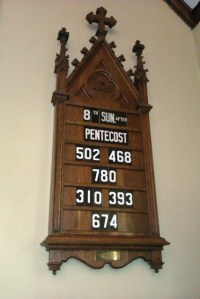 8TH SUN. AFTER
PENTECOST
502 468
780
310 393
674